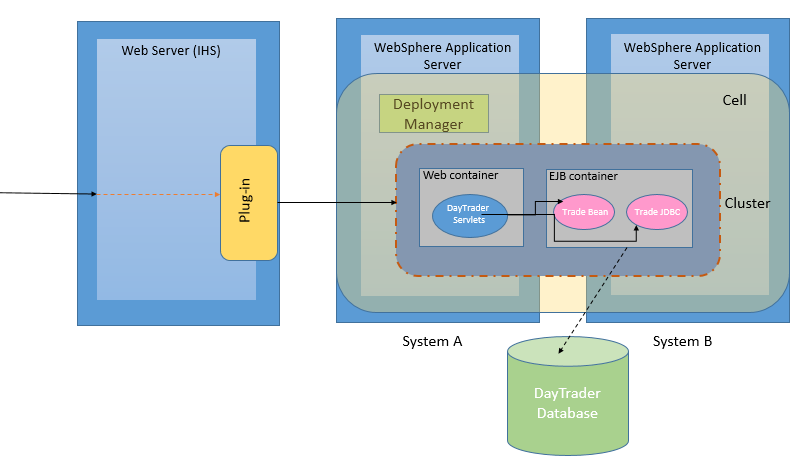 Web Server (IHS)
Plug-in
WebSphere Application
Server
WebSphere Application
Server
Cell
Deployment
Manager
Web container
EJB container
DayTrader
Servlets
Trade Bean
Trade JDBC
Cluster
System A
System B
DayTrader
Database